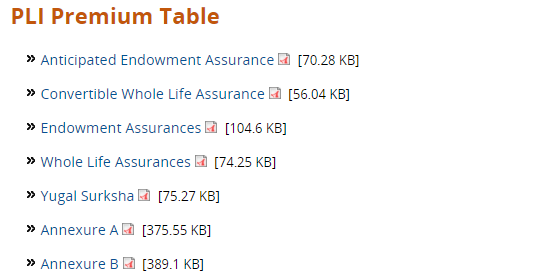 PLI Premium Table
» Anticipated Endowment Assurance [70.28 KB]
» Convertible Whole Life Assurance [56.04 KB]
» Endowment Assurances [104.6 KB]
» Whole Life Assurances [74.25 KB]
» Yugal Surksha [75.27 KB]
» Annexure A [375.55 KB]
» Annexure B [389.1 KB]